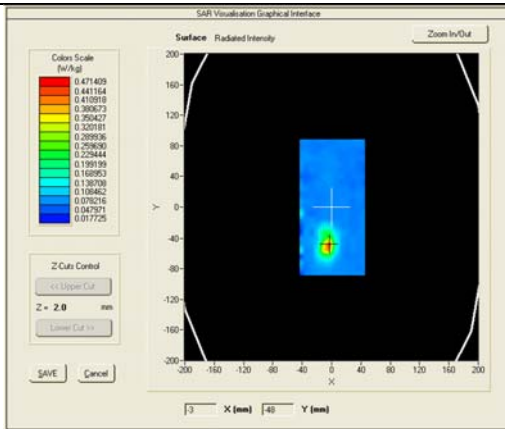 SAR Visualisation Graphical Interface
Surface Radiated Intensity
Zoom In/Out
Colors Scale
(W/kg)
0.471409
0.441164
0.410918
0.380673
0.350427
0.320181
0.289936
0.259690
0.229444
0.199199
0.168953
0.138708
0.108462
0.078216
0.047971
0.017725
Z-Cuts Control
<< Upper Cut
Z = 2.0 mm
Lower Cut >>
SAVE Cancel
200
160
120
80
40
0
-40
-80
-120
-160
-200
Y
-200 -160 -120 -80 -40 0 40 80 120 160 200
X
-3 X (mm) -48 Y (mm)